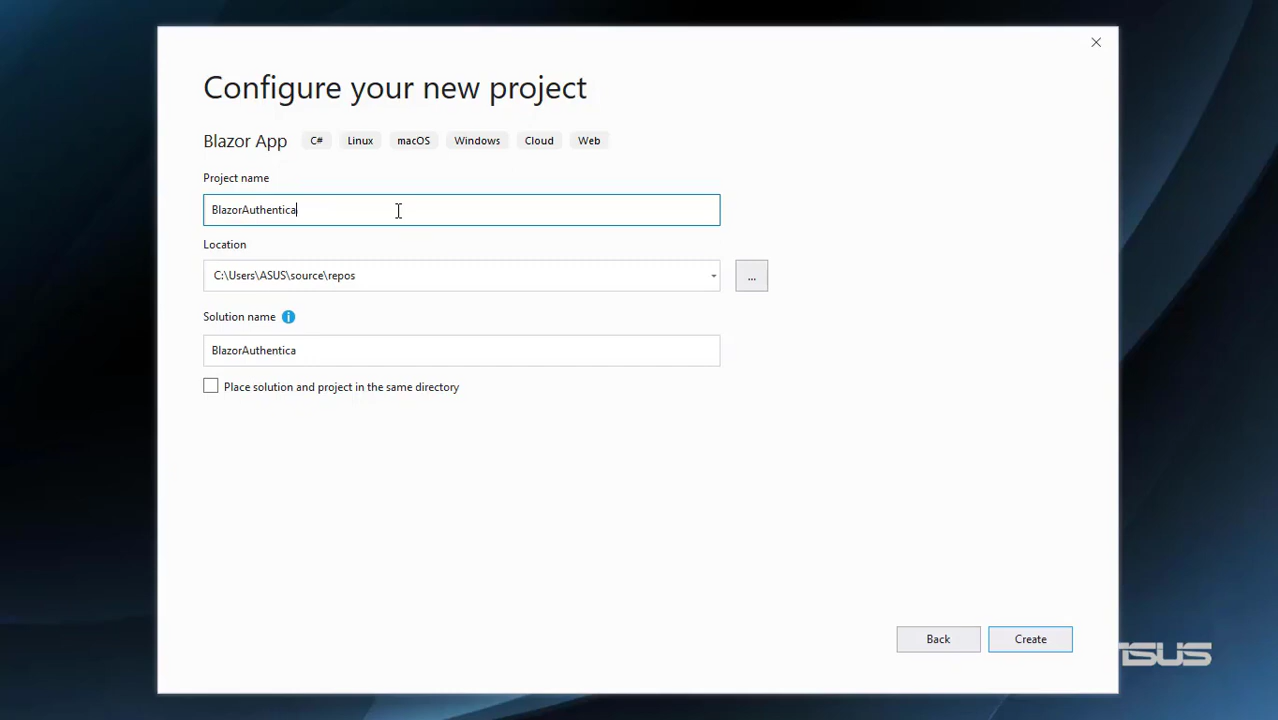 Configure your new project
Blazor App C# Linux macOS Windows Cloud Web
Project name
BlazorAuthentica
Location
C:\Users\ASUS\source\repos
...
Solution name
BlazorAuthentica
Place solution and project in the same directory
Back Create
ASUS